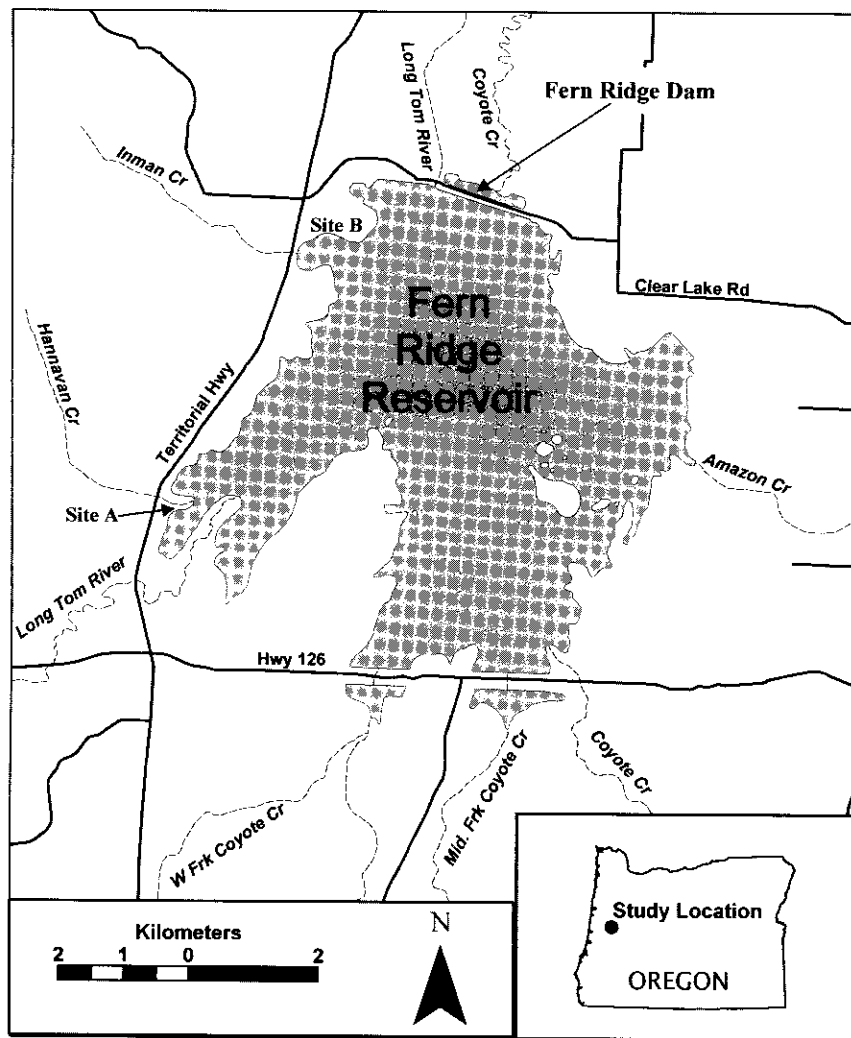 Long Tom River
Coyote Cr
Fern Ridge Dam
Inman Cr
Site B
Clear Lake Rd
Fern
Ridge
Reservoir
Hannavan Cr
Territorial Hwy
Amazon Cr
Site A
Long Tom River
Hwy 126
W Frk Coyote Cr
Mid. Frk Coyote Cr
Coyote Cr
Kilometers
2 1 0 2
N
Study Location
OREGON